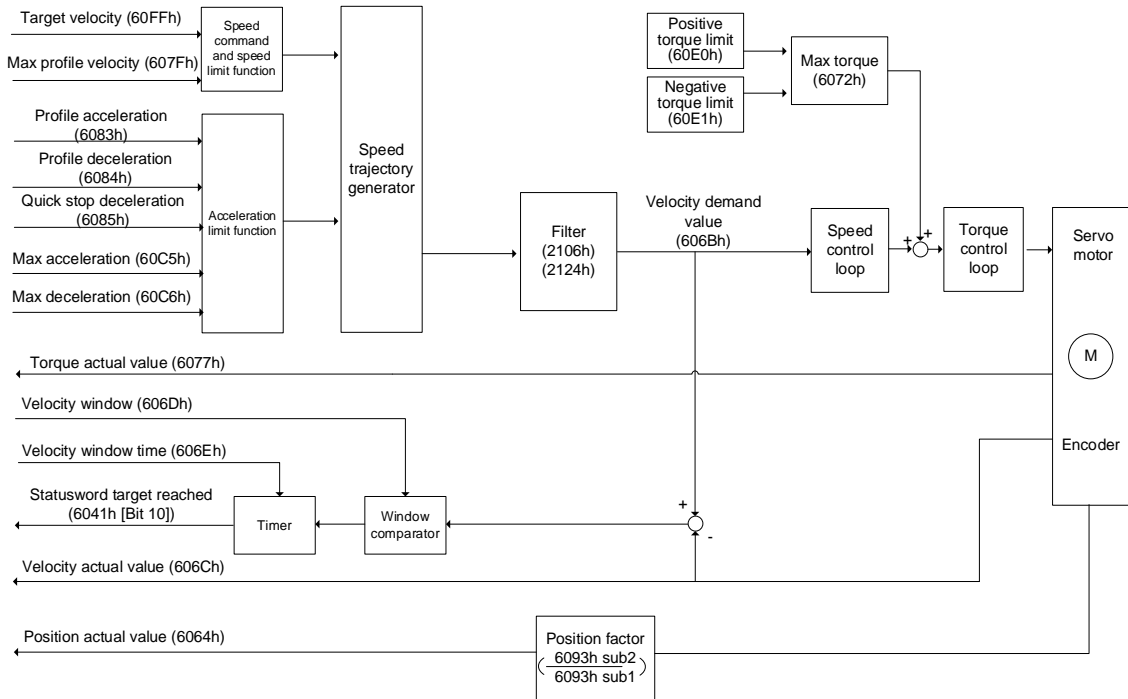 Target velocity (60FFh)
Max profile velocity (607Fh)
Speed
command
and speed
limit function
Profile acceleration
(6083h)
Profile deceleration
(6084h)
Quick stop deceleration
(6085h)
Max acceleration (60C5h)
Max deceleration (60C6h)
Acceleration
limit function
Speed
trajectory
generator
Filter
(2106h)
(2124h)
Velocity demand
value
(606Bh)
Positive
torque limit
(60E0h)
Negative
torque limit
(60E1h)
Max torque
(6072h)
Speed
control
loop
+
+
Torque
control
loop
Servo
motor
M
Encoder
Torque actual value (6077h)
Velocity window (606Dh)
Velocity window time (606Eh)
Statusword target reached
(6041h [Bit 10])
Timer
Window
comparator
+
-
Velocity actual value (606Ch)
Position actual value (6064h)
Position factor
( 6093h sub2 )
6093h sub1